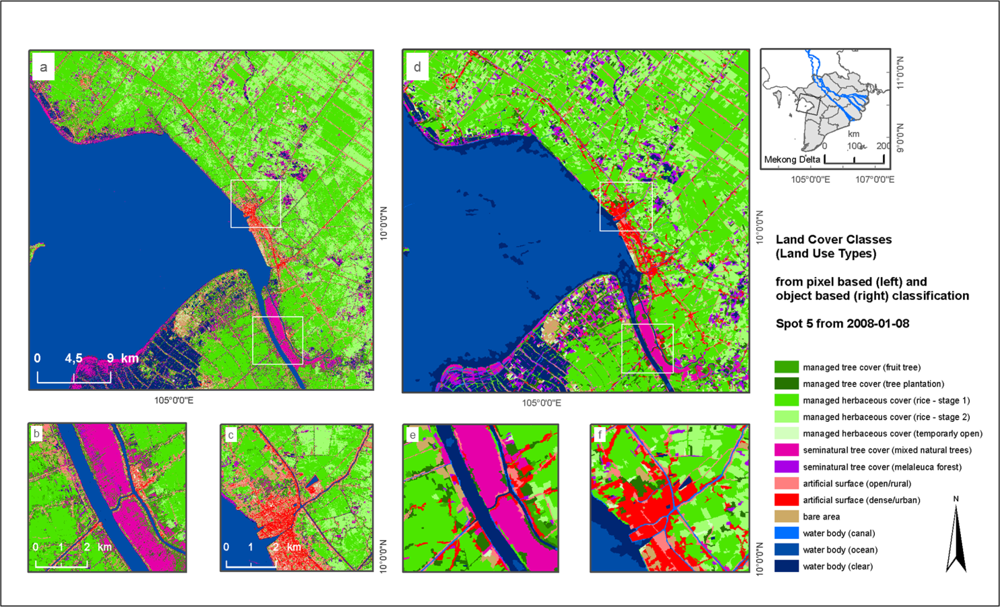 a
d
11°0'0"N
9°0'0"N
km
0 100 200
Mekong Delta
105°0'0"E 107°0'0"E
10°0'0"N
10°0'0"N
Land Cover Classes
(Land Use Types)
from pixel based (left) and
object based (right) classification
Spot 5 from 2008-01-08
0 4,5 9 km
105°0'0"E
105°0'0"E
managed tree cover (fruit tree)
managed tree cover (tree plantation)
managed herbaceous cover (rice - stage 1)
managed herbaceous cover (rice - stage 2)
managed herbaceous cover (temporarly open)
seminatural tree cover (mixed natural trees)
seminatural tree cover (melaleuca forest)
artificial surface (open/rural)
artificial surface (dense/urban)
bare area
water body (canal)
water body (ocean)
water body (clear)
b
c
e
f
0 1 2 km
0 1 2 km
10°0'0"N
10°0'0"N
N